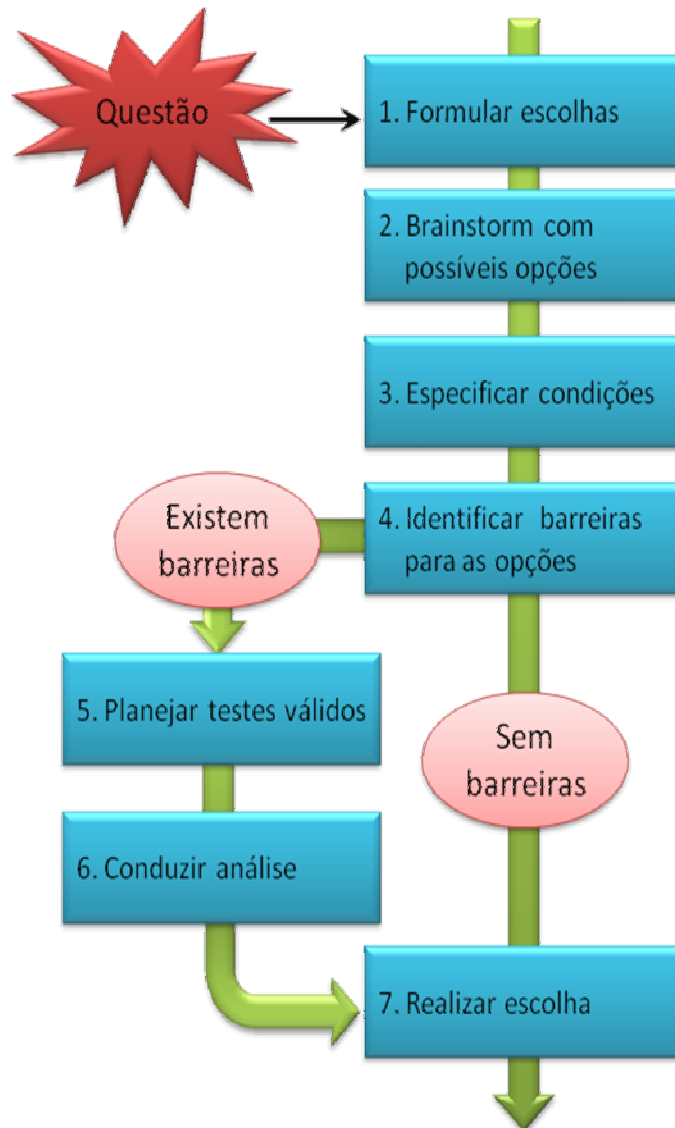 Questão
1. Formular escolhas
2. Brainstorm com
possíveis opções
3. Especificar condições
4. Identificar barreiras
para as opções
Existem
barreiras
5. Planejar testes válidos
6. Conduzir análise
Sem
barreiras
7. Realizar escolha